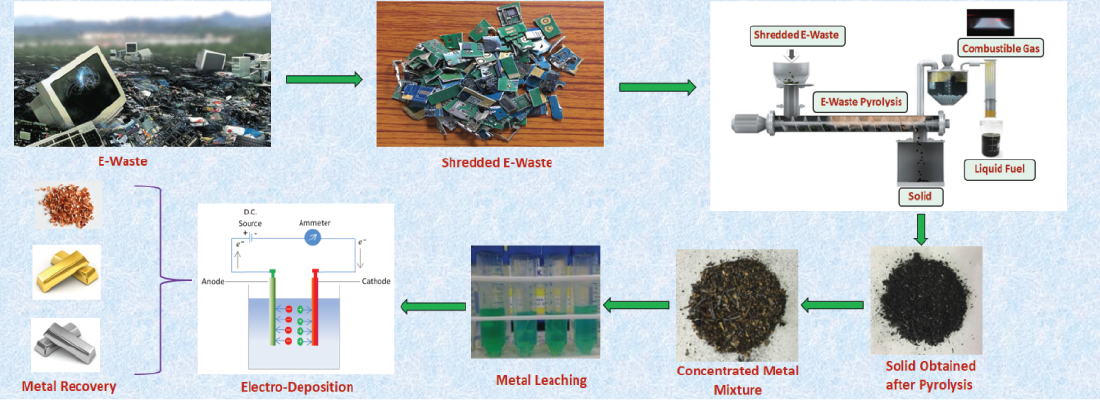 Shredded E-Waste
Combustible Gas
E-Waste Pyrolysis
Liquid Fuel
Solid
E-Waste
Shredded E-Waste
D.C.
Source
+ -
Ammeter
A
e⁻
e⁻
Anode
Cathode
Metal Recovery
Electro-Deposition
Metal Leaching
Concentrated Metal
Mixture
Solid Obtained
after Pyrolysis